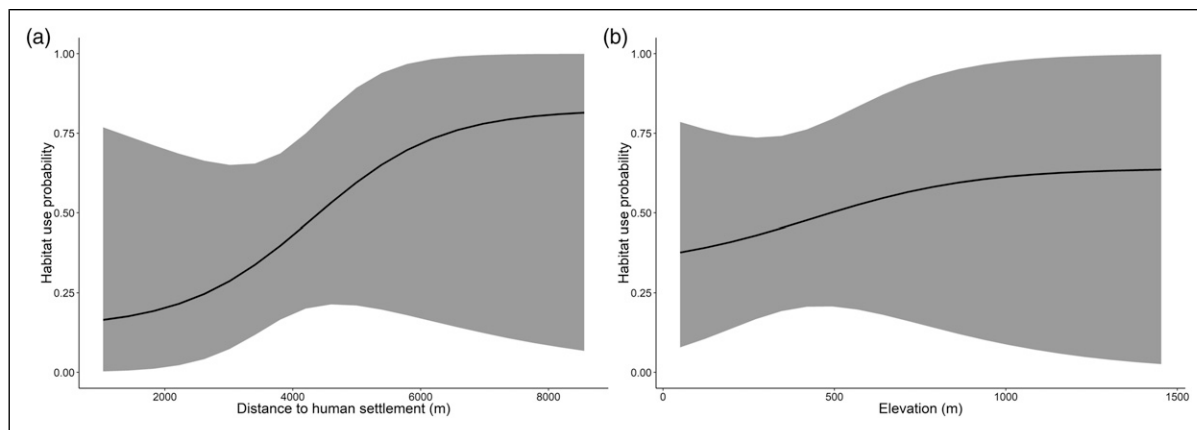 (a)
1.00
0.75
0.50
0.25
0.00
Habitat use probability
2000 4000 6000 8000
Distance to human settlement (m)
(b)
1.00
0.75
0.50
0.25
0.00
Habitat use probability
0 500 1000 1500
Elevation (m)